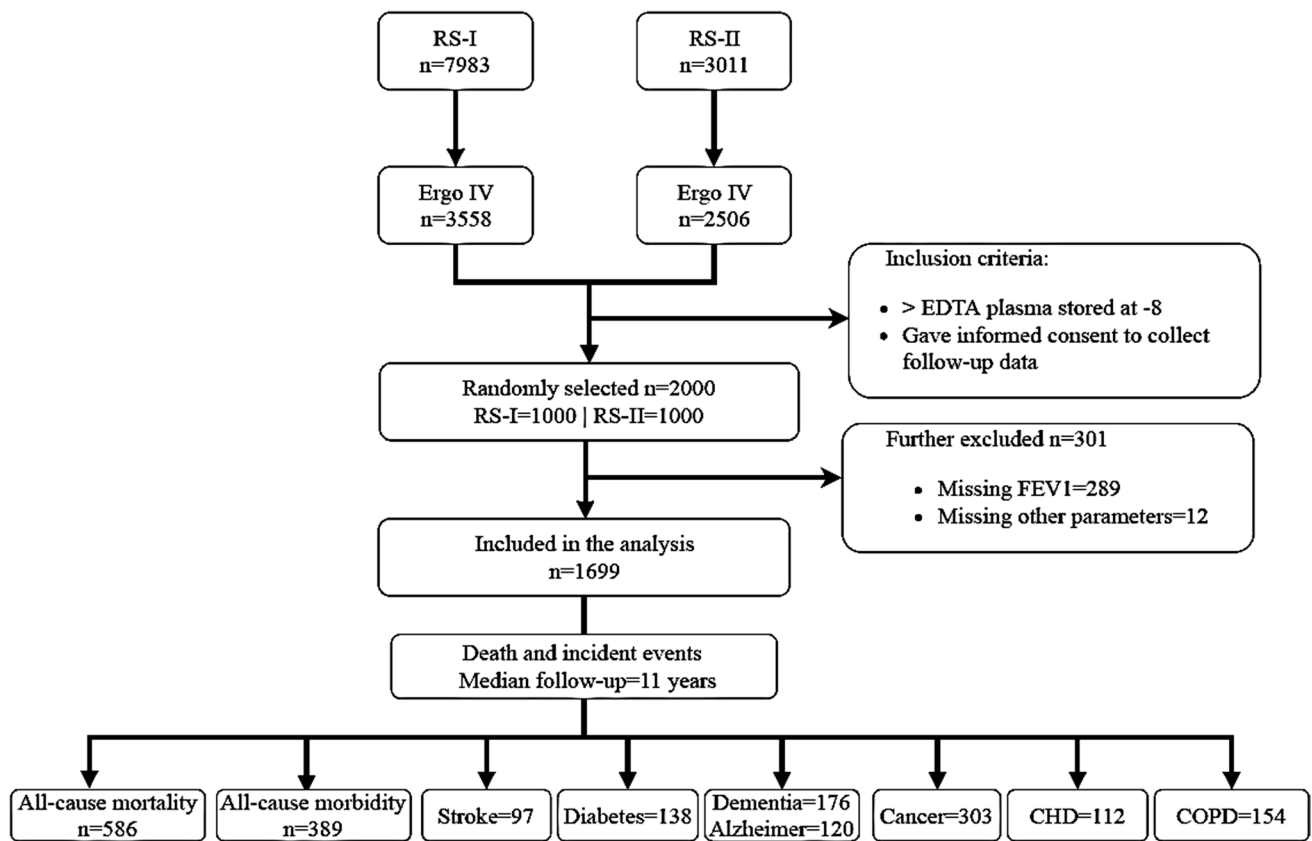 RS-I
n=7983
RS-II
n=3011
Ergo IV
n=3558
Ergo IV
n=2506
Inclusion criteria:
• > EDTA plasma stored at -8
• Gave informed consent to collect
follow-up data
Randomly selected n=2000
RS-I=1000 | RS-II=1000
Further excluded n=301
• Missing FEV1=289
• Missing other parameters=12
Included in the analysis
n=1699
Death and incident events
Median follow-up=11 years
All-cause mortality
n=586
All-cause morbidity
n=389
Stroke=97
Diabetes=138
Dementia=176
Alzheimer=120
Cancer=303
CHD=112
COPD=154